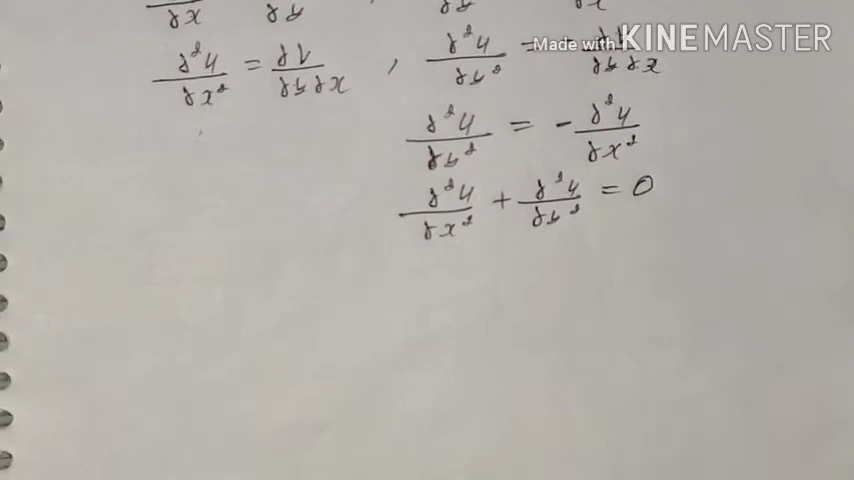 ∂x ∂y , ∂y ∂x
∂²u/∂x² = ∂v/∂y∂x , ∂²u/∂y² = -
Made with KINEMASTER
∂²u/∂y² = - ∂²u/∂x²
∂²u/∂x² + ∂²u/∂y² = 0